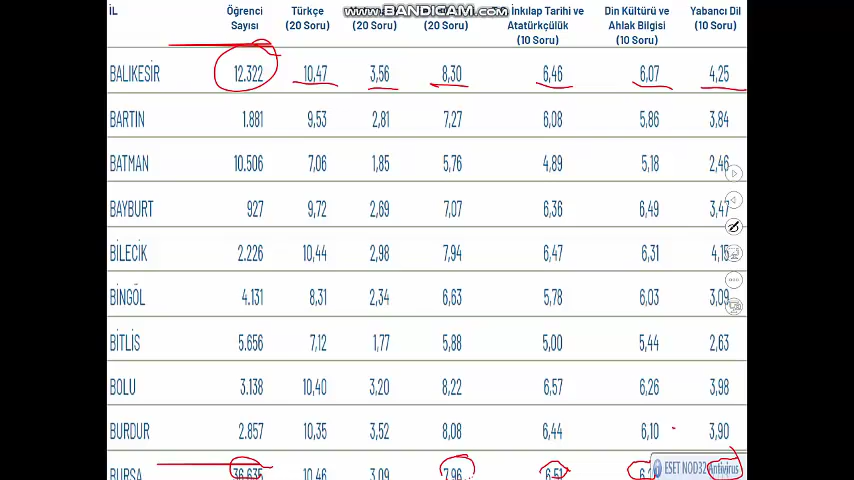 www.BANDICAM.com
İL Öğrenci Sayısı Türkçe (20 Soru) (20 Soru) (20 Soru) İnkılap Tarihi ve Atatürkçülük (10 Soru) Din Kültürü ve Ahlak Bilgisi (10 Soru) Yabancı Dil (10 Soru)
BALIKESİR 12.322 10,47 3,56 8,30 6,46 6,07 4,25
BARTIN 1.881 9,53 2,81 7,27 6,08 5,86 3,84
BATMAN 10.506 7,06 1,85 5,76 4,89 5,18 2,46
BAYBURT 927 9,72 2,69 7,07 6,36 6,49 3,47
BİLECİK 2.226 10,44 2,98 7,94 6,47 6,31 4,15
BİNGÖL 4.131 8,31 2,34 6,63 5,78 6,03 3,09
BİTLİS 5.656 7,12 1,77 5,88 5,00 5,44 2,63
BOLU 3.138 10,40 3,20 8,22 6,57 6,26 3,98
BURDUR 2.857 10,35 3,52 8,08 6,44 6,10 3,90
BURSA 36.635 10,46 3,09 7,96 6,51
ESET NOD32 Antivirus